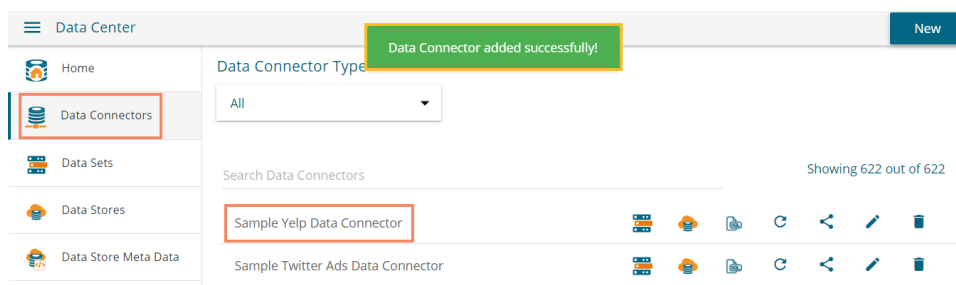 Data Center
New
Data Connector added successfully!
Home
Data Connectors
Data Sets
Data Stores
Data Store Meta Data
Data Connector Type
All
Search Data Connectors
Showing 622 out of 622
Sample Yelp Data Connector
Sample Twitter Ads Data Connector